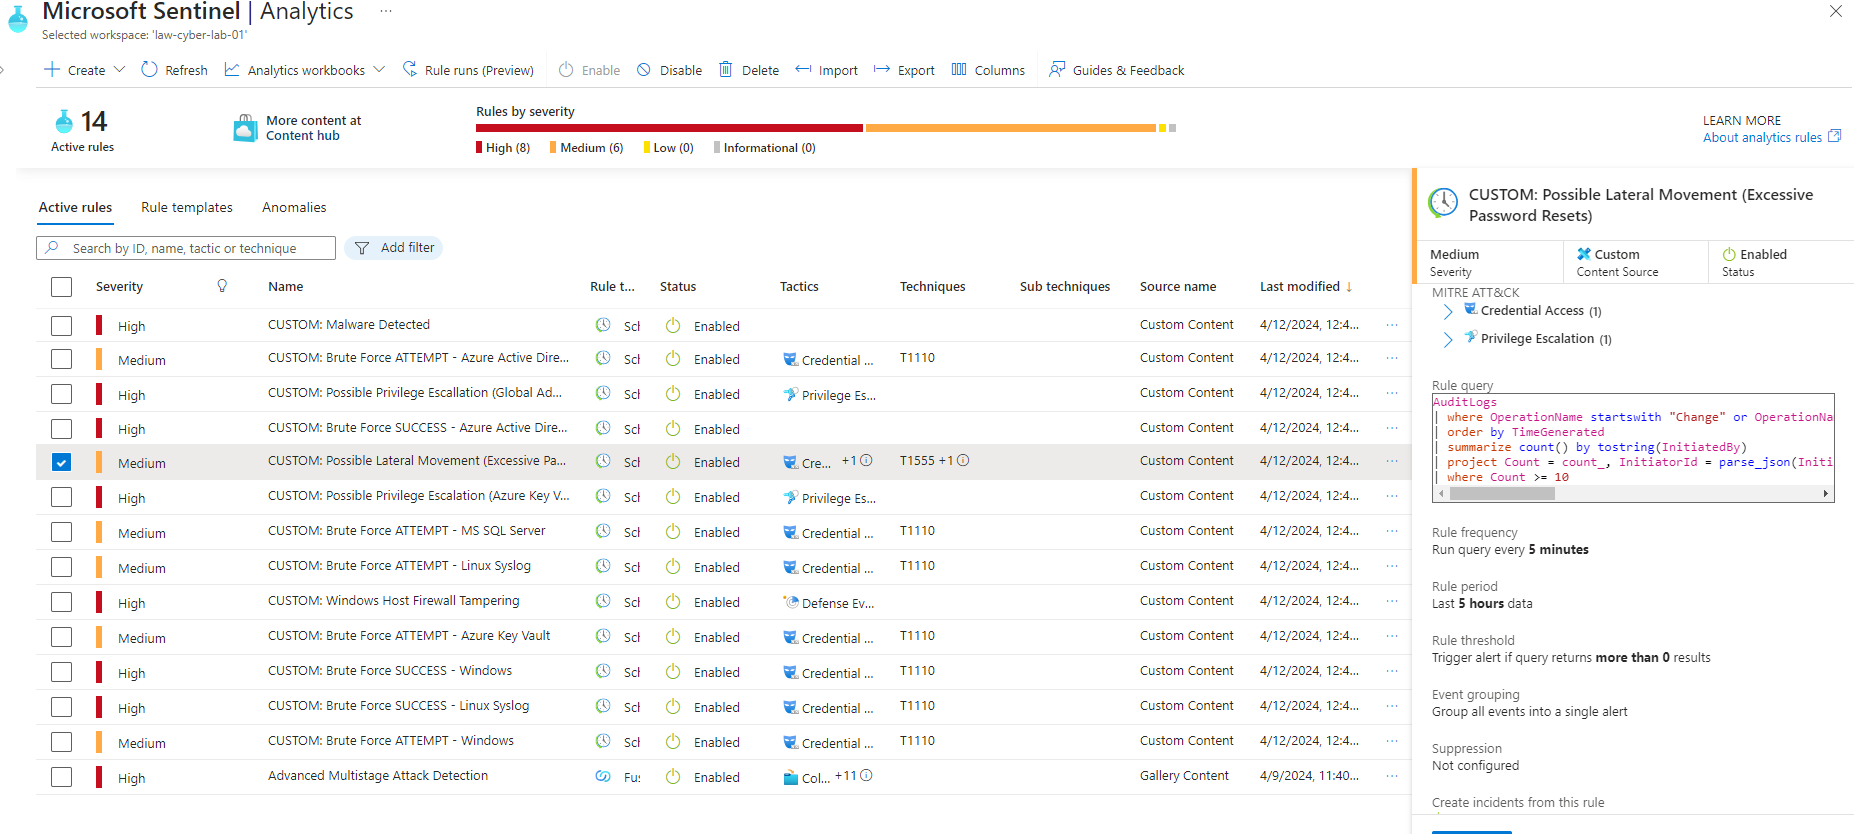 Microsoft Sentinel | Analytics ...
Selected workspace: 'law-cyber-lab-01'
Create Refresh Analytics workbooks Rule runs (Preview) Enable Disable Delete Import Export Columns Guides & Feedback
14
Active rules
More content at
Content hub
Rules by severity
High (8) Medium (6) Low (0) Informational (0)
LEARN MORE
About analytics rules
Active rules Rule templates Anomalies
Search by ID, name, tactic or technique Add filter
Severity Name Rule t... Status Tactics Techniques Sub techniques Source name Last modified ↓
High CUSTOM: Malware Detected Sch Enabled Custom Content 4/12/2024, 12:4... ...
Medium CUSTOM: Brute Force ATTEMPT - Azure Active Dire... Sch Enabled Credential ... T1110 Custom Content 4/12/2024, 12:4... ...
High CUSTOM: Possible Privilege Escallation (Global Ad... Sch Enabled Privilege Es... Custom Content 4/12/2024, 12:4... ...
High CUSTOM: Brute Force SUCCESS - Azure Active Dire... Sch Enabled Custom Content 4/12/2024, 12:4... ...
Medium CUSTOM: Possible Lateral Movement (Excessive Pa... Sch Enabled Cre... +1 T1555 +1 Custom Content 4/12/2024, 12:4... ...
High CUSTOM: Possible Privilege Escalation (Azure Key V... Sch Enabled Privilege Es... Custom Content 4/12/2024, 12:4... ...
Medium CUSTOM: Brute Force ATTEMPT - MS SQL Server Sch Enabled Credential ... T1110 Custom Content 4/12/2024, 12:4... ...
Medium CUSTOM: Brute Force ATTEMPT - Linux Syslog Sch Enabled Credential ... T1110 Custom Content 4/12/2024, 12:4... ...
High CUSTOM: Windows Host Firewall Tampering Sch Enabled Defense Ev... Custom Content 4/12/2024, 12:4... ...
Medium CUSTOM: Brute Force ATTEMPT - Azure Key Vault Sch Enabled Credential ... T1110 Custom Content 4/12/2024, 12:4... ...
High CUSTOM: Brute Force SUCCESS - Windows Sch Enabled Credential ... T1110 Custom Content 4/12/2024, 12:4... ...
High CUSTOM: Brute Force SUCCESS - Linux Syslog Sch Enabled Credential ... T1110 Custom Content 4/12/2024, 12:4... ...
Medium CUSTOM: Brute Force ATTEMPT - Windows Sch Enabled Credential ... T1110 Custom Content 4/12/2024, 12:4... ...
High Advanced Multistage Attack Detection Fus Enabled Col... +11 Gallery Content 4/9/2024, 11:40... ...
CUSTOM: Possible Lateral Movement (Excessive
Password Resets)
Medium Custom Enabled
Severity Content Source Status
MITRE ATT&CK
Credential Access (1)
Privilege Escalation (1)
Rule query
AuditLogs
| where OperationName startswith "Change" or OperationNa
| order by TimeGenerated
| summarize count() by tostring(InitiatedBy)
| project Count = count_, InitiatorId = parse_json(Initi
| where Count >= 10
Rule frequency
Run query every 5 minutes
Rule period
Last 5 hours data
Rule threshold
Trigger alert if query returns more than 0 results
Event grouping
Group all events into a single alert
Suppression
Not configured
Create incidents from this rule